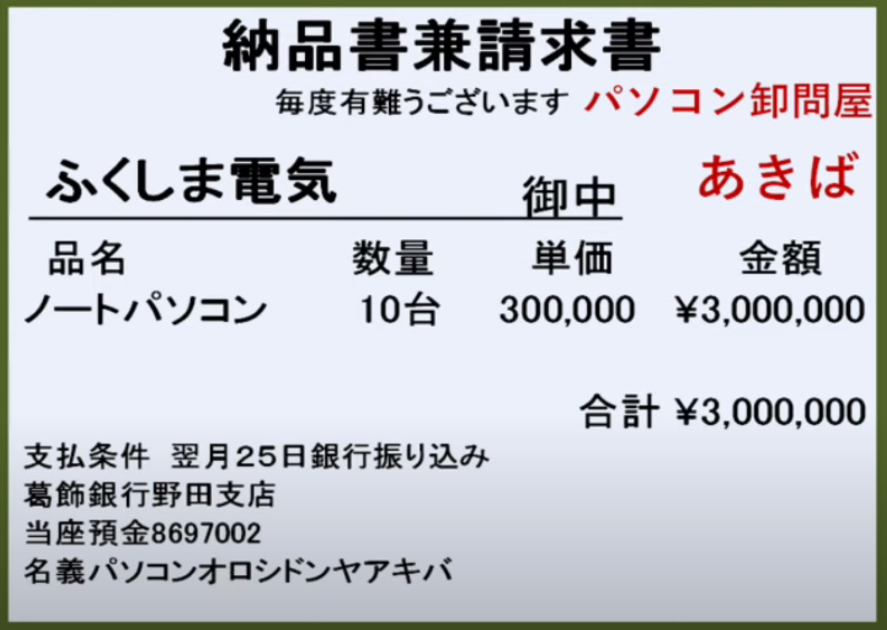 納品書兼請求書
毎度有難うございます パソコン卸問屋
ふくしま電気 御中 あきば
品名 数量 単価 金額
ノートパソコン 10台 300,000 ¥3,000,000
合計 ¥3,000,000
支払条件 翌月25日銀行振り込み
葛飾銀行野田支店
当座預金8697002
名義パソコンオロシドンヤアキバ